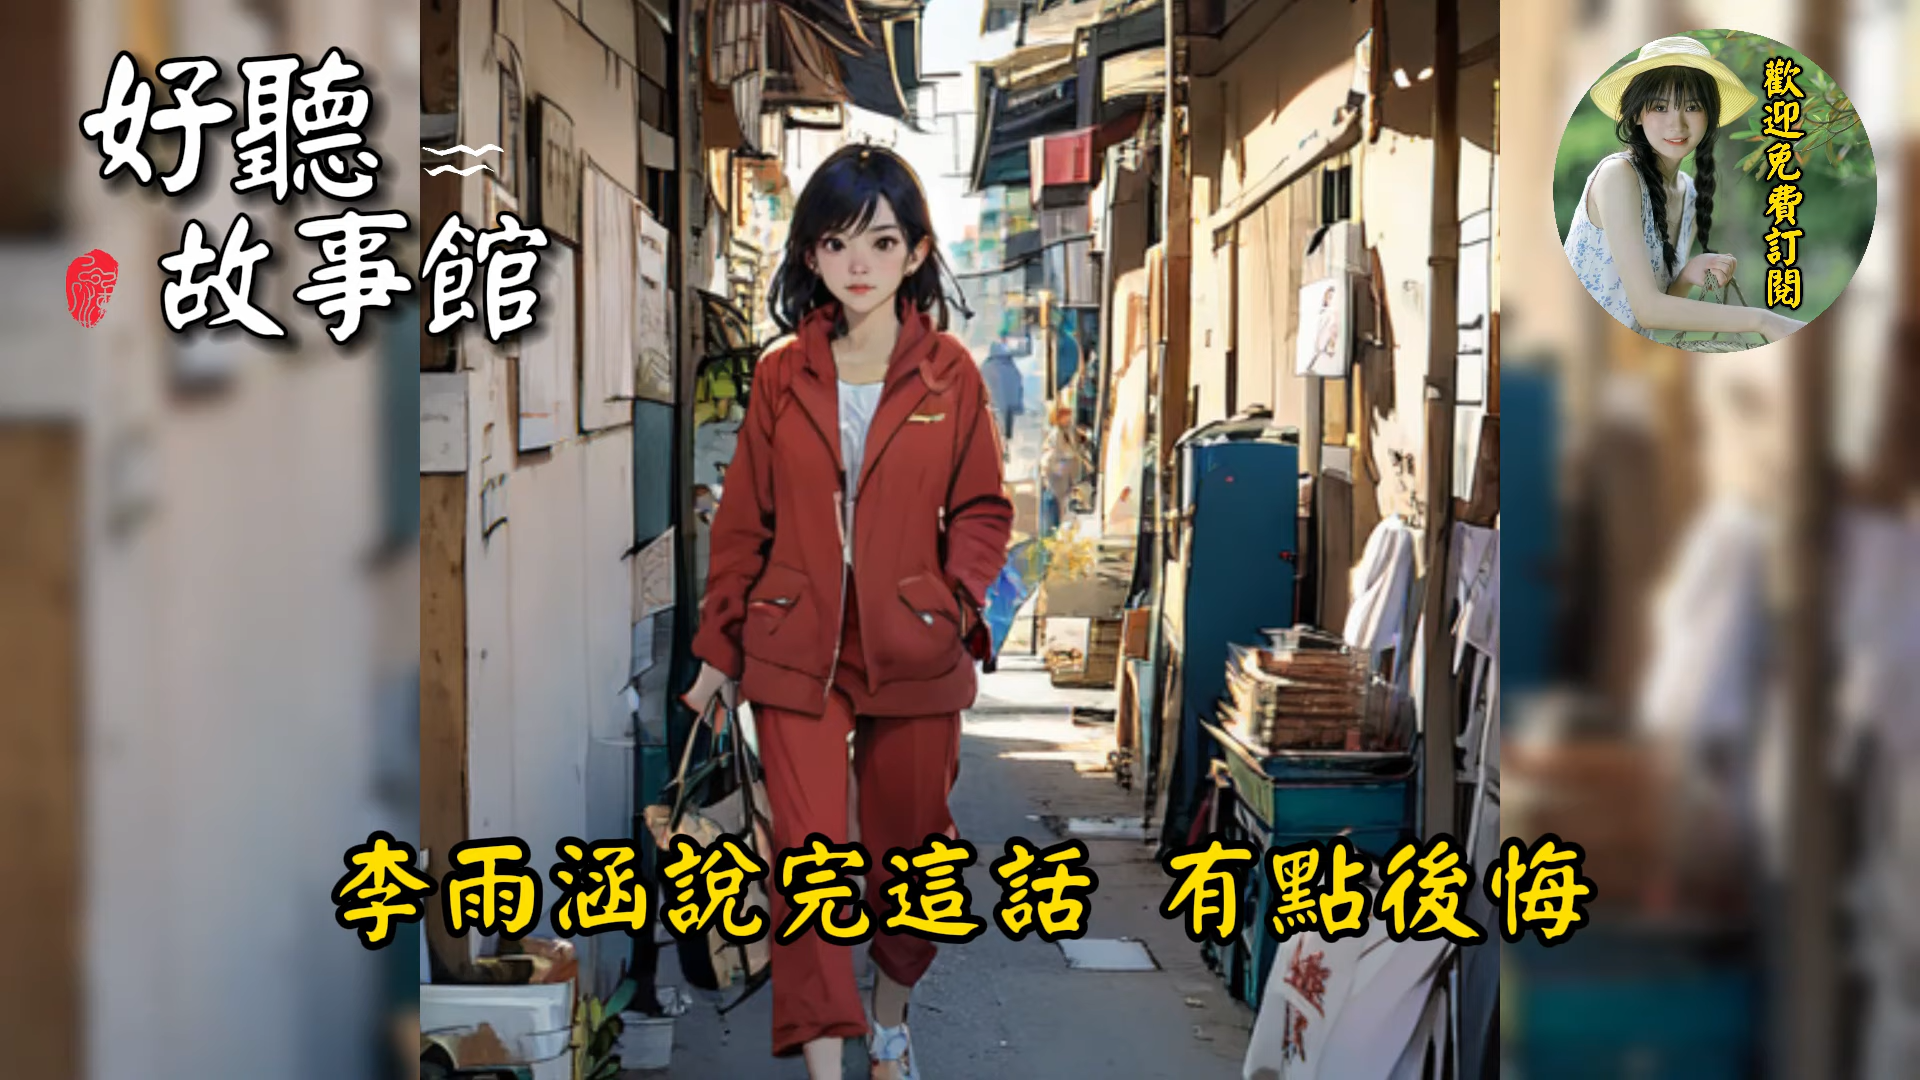 好聽
故事館
歡迎免費訂閱
李雨涵說完這話 有點後悔